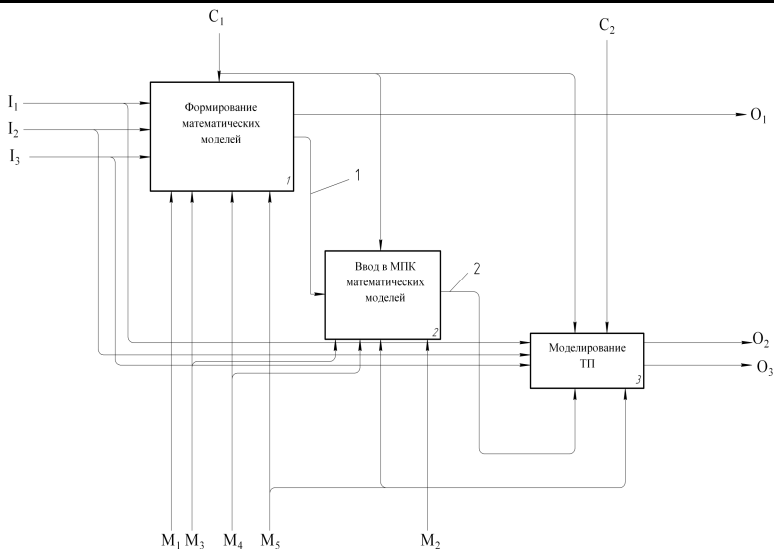 C₁
C₂
I₁
I₂
I₃
Формирование
математических
моделей
1
O₁
1
Ввод в МПК
математических
моделей
2
2
Моделирование
ТП
3
O₂
O₃
M₁ M₃ M₄ M₅ M₂